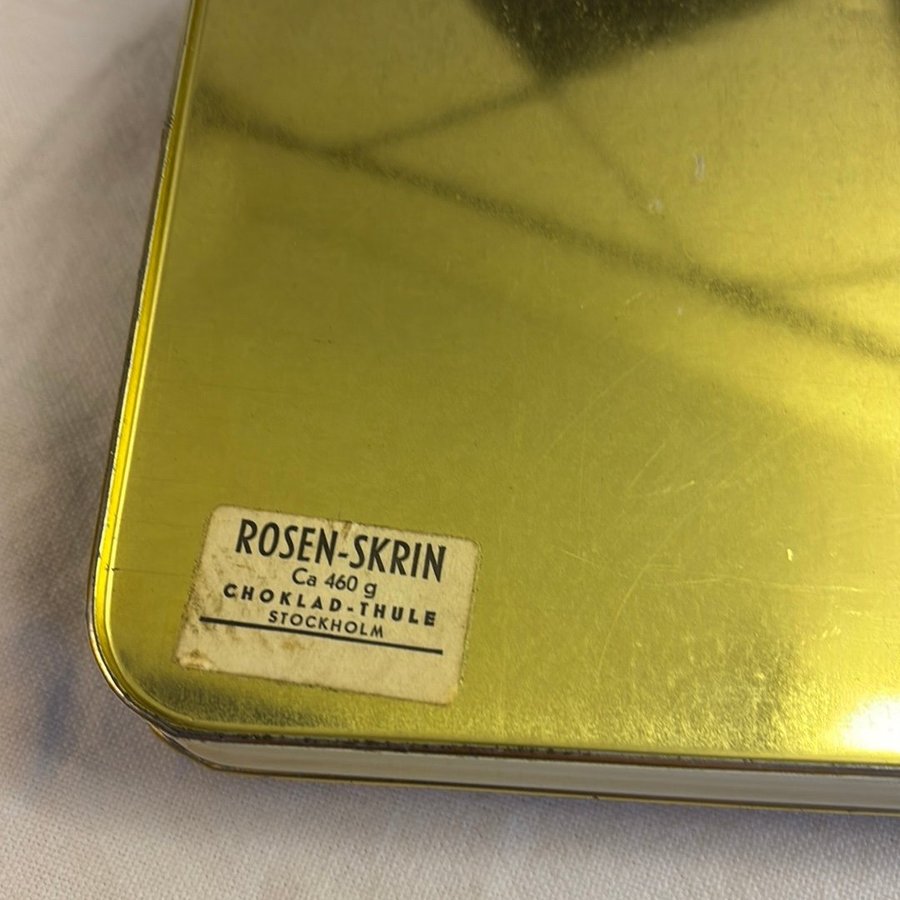 ROSEN-SKRIN
Ca 460 g
CHOKLAD-THULE
STOCKHOLM